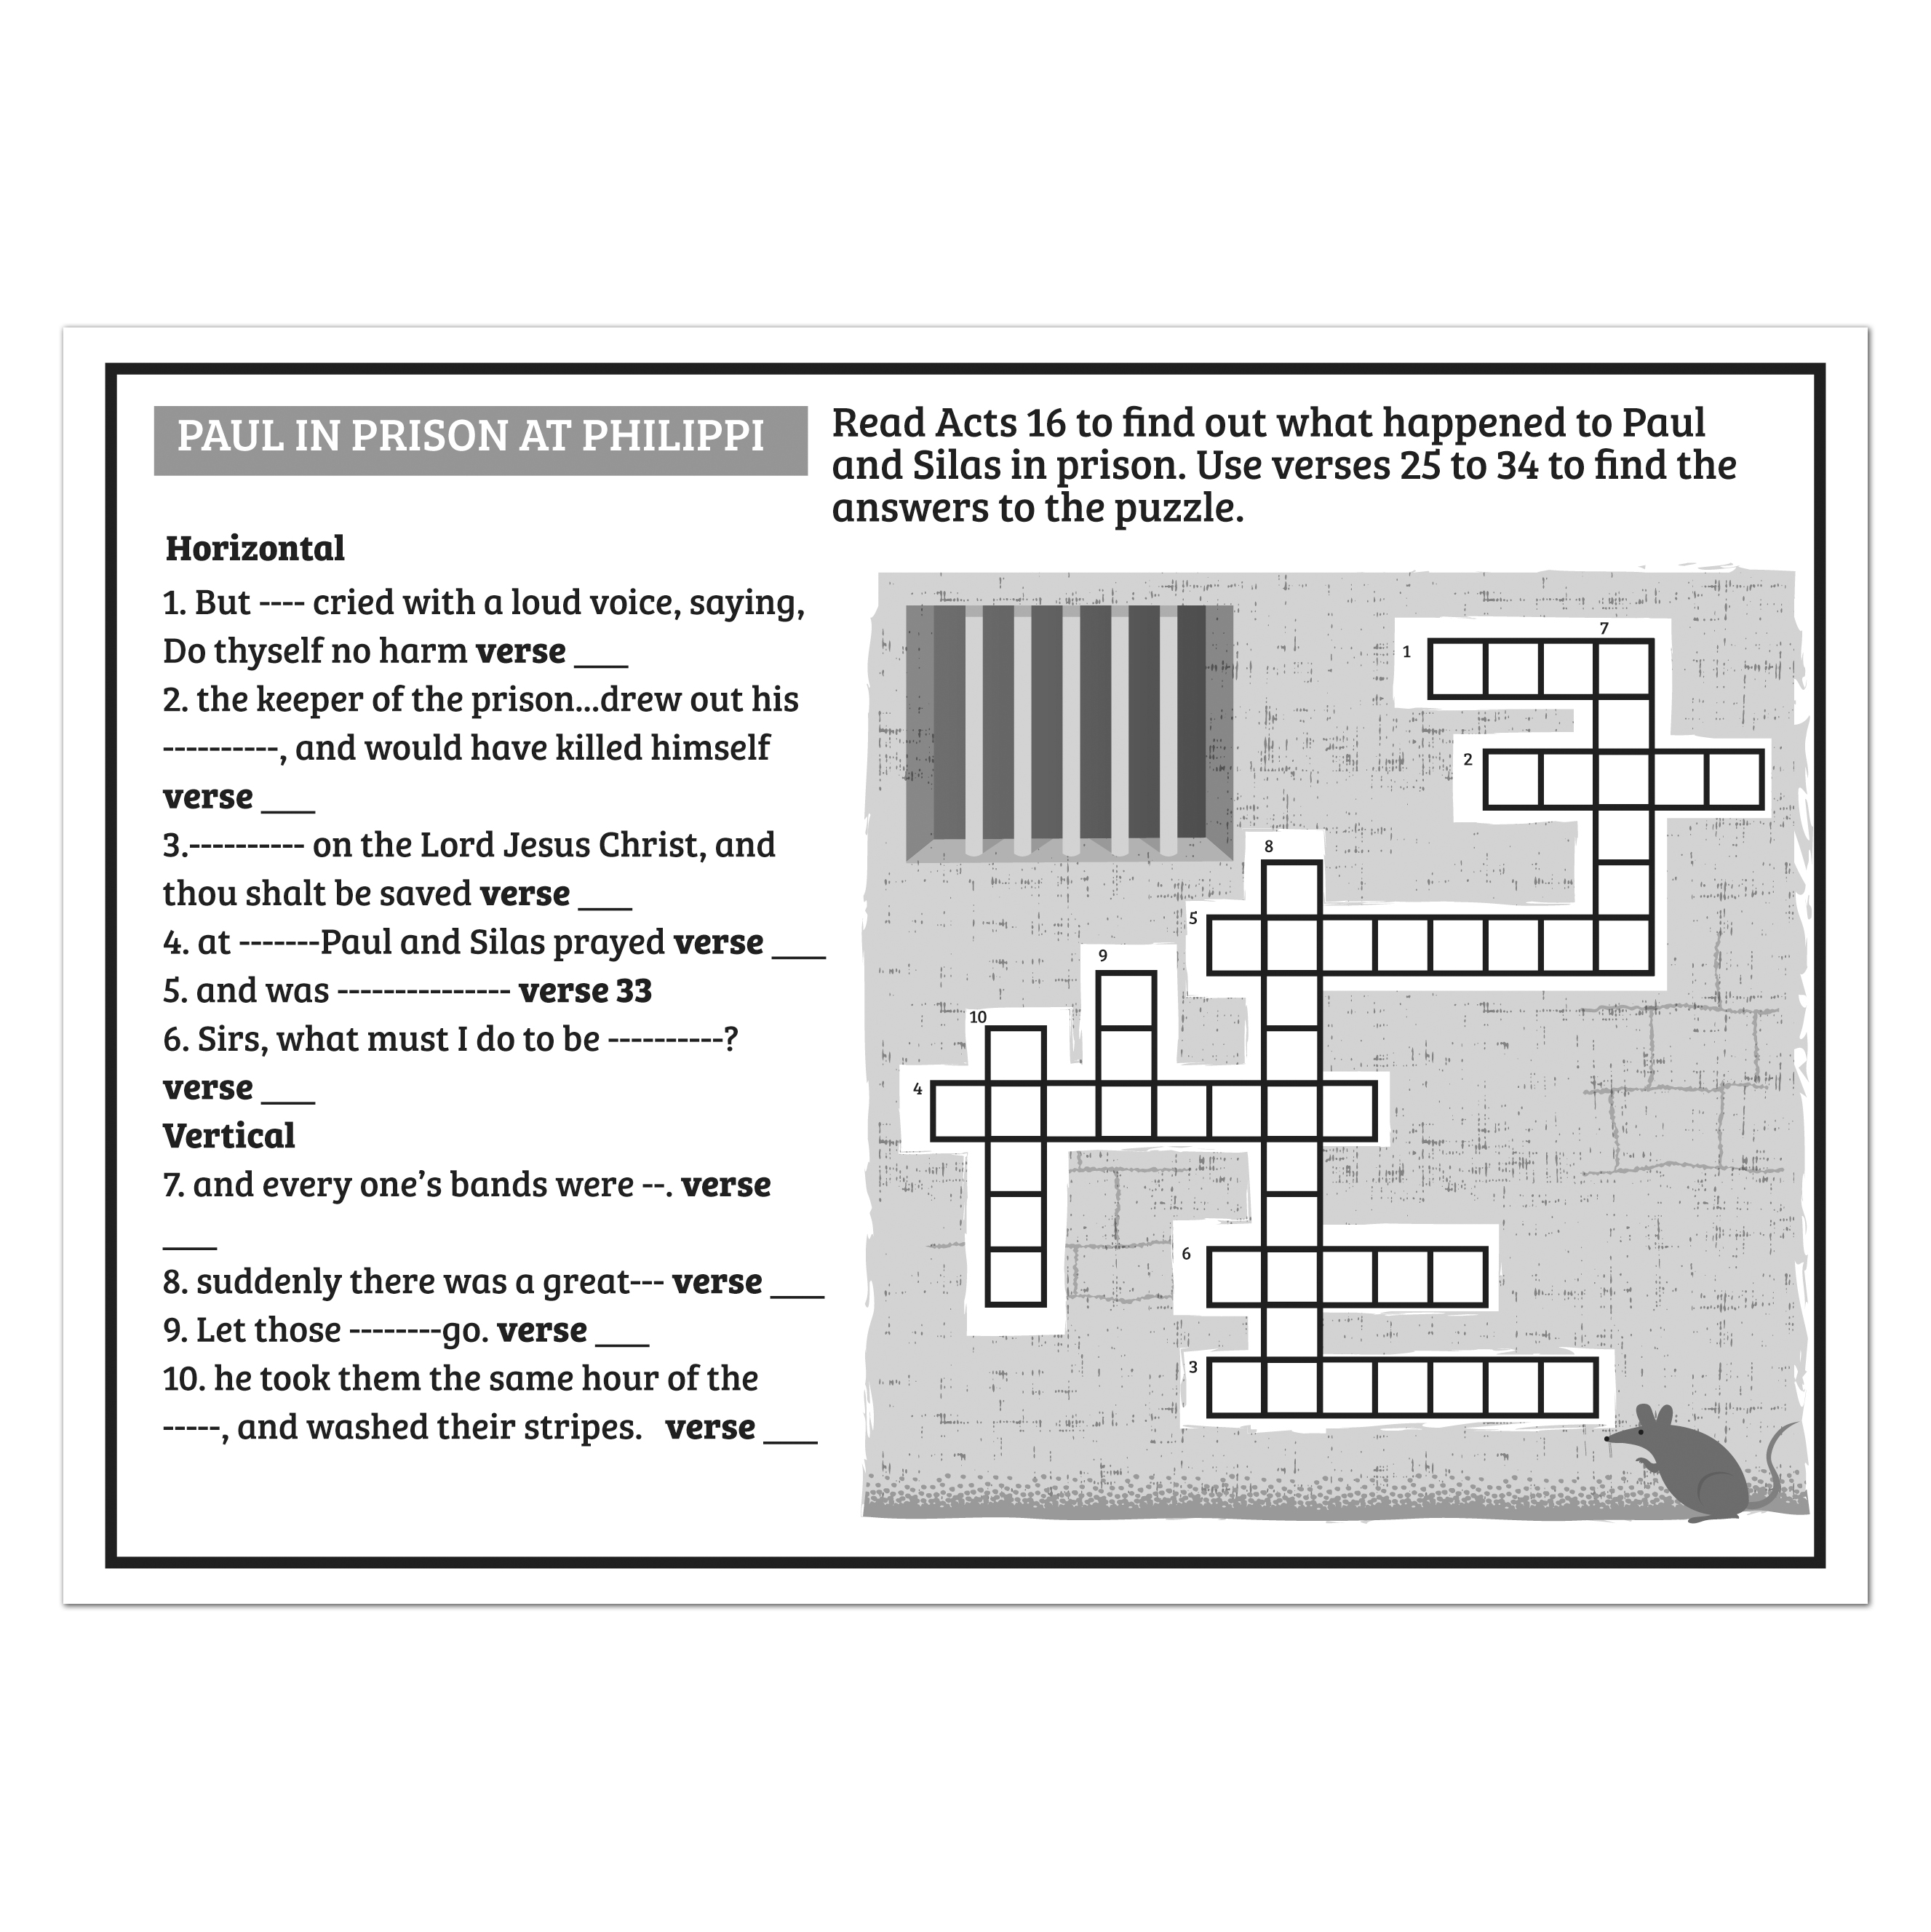 PAUL IN PRISON AT PHILIPPI
Read Acts 16 to find out what happened to Paul
and Silas in prison. Use verses 25 to 34 to find the
answers to the puzzle.
Horizontal
1. But ---- cried with a loud voice, saying,
Do thyself no harm verse ___
2. the keeper of the prison...drew out his
----------, and would have killed himself
verse ___
3.---------- on the Lord Jesus Christ, and
thou shalt be saved verse ___
4. at -------Paul and Silas prayed verse ___
5. and was --------------- verse 33
6. Sirs, what must I do to be ----------?
verse ___
Vertical
7. and every one’s bands were --. verse
___
8. suddenly there was a great--- verse ___
9. Let those --------go. verse ___
10. he took them the same hour of the
-----, and washed their stripes. verse ___
7
1
2
8
5
9
10
4
6
3